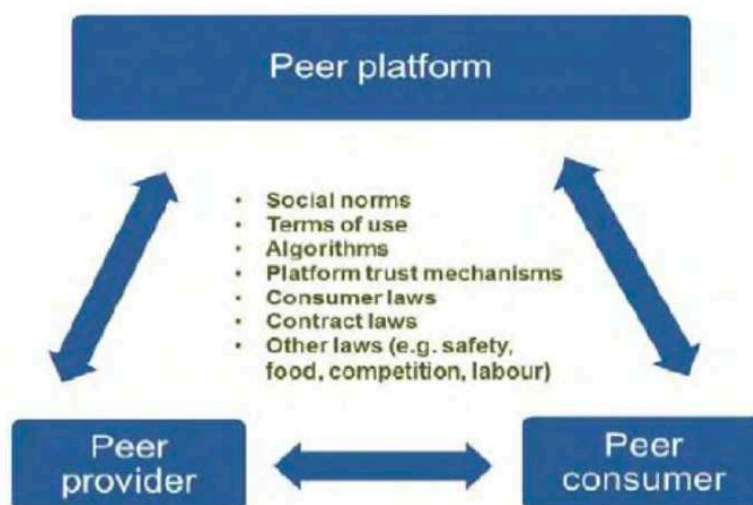 Peer platform
• Social norms
• Terms of use
• Algorithms
• Platform trust mechanisms
• Consumer laws
• Contract laws
• Other laws (e.g. safety,
food, competition, labour)
Peer
provider
Peer
consumer